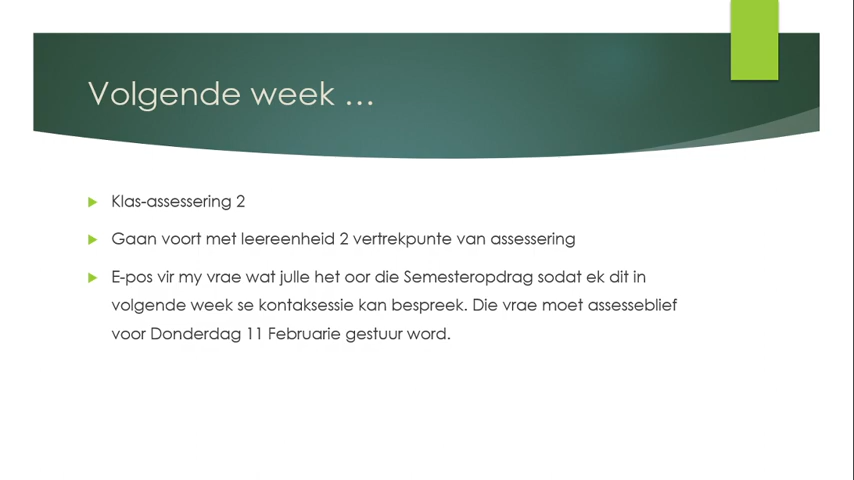 Volgende week …
Klas-assessering 2
Gaan voort met leereenheid 2 vertrekpunte van assessering
E-pos vir my vrae wat julle het oor die Semesteropdrag sodat ek dit in
volgende week se kontaksessie kan bespreek. Die vrae moet assesseblief
voor Donderdag 11 Februarie gestuur word.